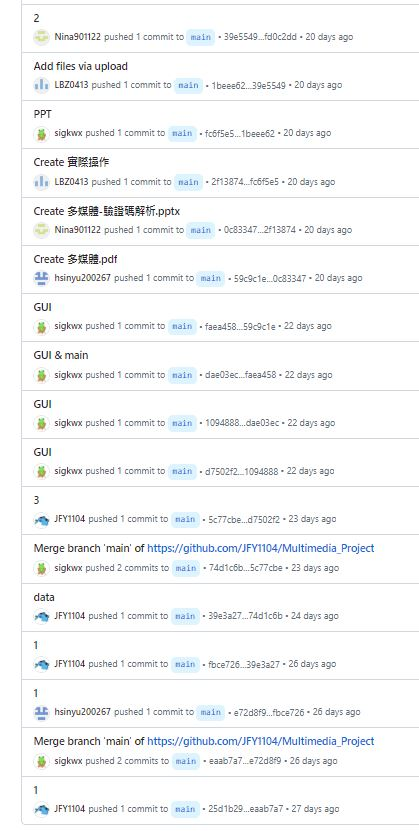 2
Nina901122 pushed 1 commit to main • 39e5549...fd0c2dd • 20 days ago
Add files via upload
LBZ0413 pushed 1 commit to main • 1beee62...39e5549 • 20 days ago
PPT
sigkwx pushed 1 commit to main • fc6f5e5...1beee62 • 20 days ago
Create 實際操作
LBZ0413 pushed 1 commit to main • 2f13874...fc6f5e5 • 20 days ago
Create 多媒體-驗證碼解析.pptx
Nina901122 pushed 1 commit to main • 0c83347...2f13874 • 20 days ago
Create 多媒體.pdf
hsinyu200267 pushed 1 commit to main • 59c9c1e...0c83347 • 20 days ago
GUI
sigkwx pushed 1 commit to main • faea458...59c9c1e • 22 days ago
GUI & main
sigkwx pushed 1 commit to main • dae03ec...faea458 • 22 days ago
GUI
sigkwx pushed 1 commit to main • 1094888...dae03ec • 22 days ago
GUI
sigkwx pushed 1 commit to main • d7502f2...1094888 • 22 days ago
3
JFY1104 pushed 1 commit to main • 5c77cbe...d7502f2 • 23 days ago
Merge branch 'main' of https://github.com/JFY1104/Multimedia_Project
sigkwx pushed 2 commits to main • 74d1c6b...5c77cbe • 23 days ago
data
JFY1104 pushed 1 commit to main • 39e3a27...74d1c6b • 24 days ago
1
JFY1104 pushed 1 commit to main • fbce726...39e3a27 • 26 days ago
1
hsinyu200267 pushed 1 commit to main • e72d8f9...fbce726 • 26 days ago
Merge branch 'main' of https://github.com/JFY1104/Multimedia_Project
sigkwx pushed 2 commits to main • eaab7a7...e72d8f9 • 26 days ago
1
JFY1104 pushed 1 commit to main • 25d1b29...eaab7a7 • 27 days ago